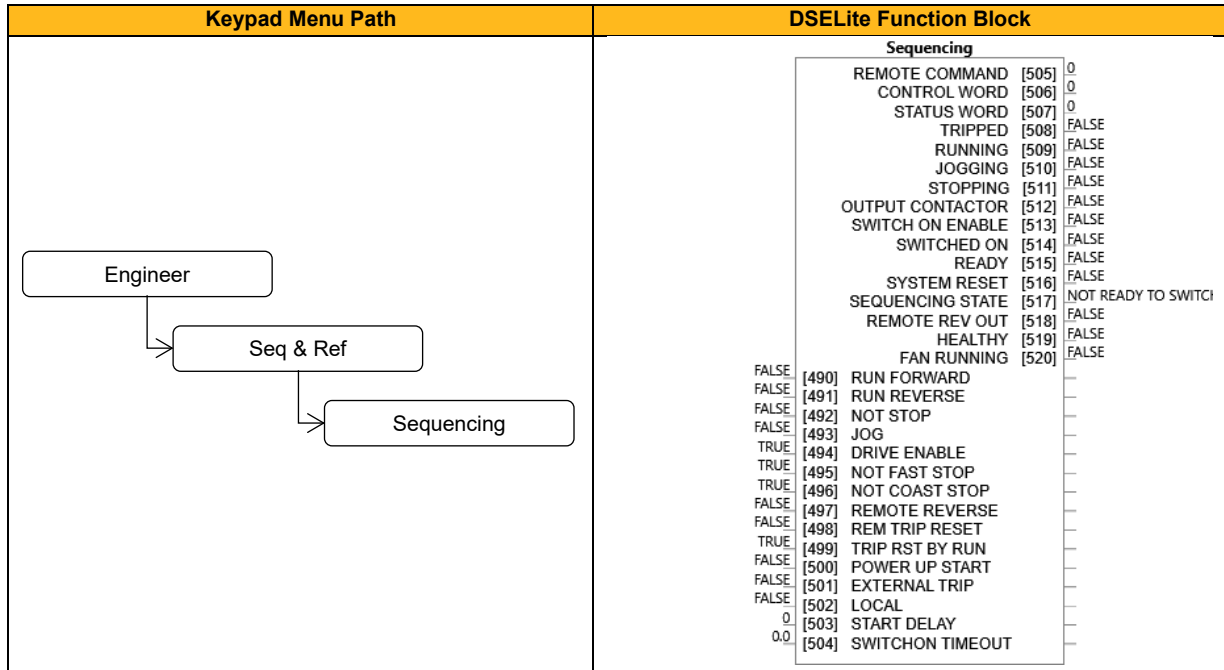 Keypad Menu Path
DSELite Function Block
Engineer
Seq & Ref
Sequencing
Sequencing
REMOTE COMMAND [505] 0
CONTROL WORD [506] 0
STATUS WORD [507] 0
TRIPPED [508] FALSE
RUNNING [509] FALSE
JOGGING [510] FALSE
STOPPING [511] FALSE
OUTPUT CONTACTOR [512] FALSE
SWITCH ON ENABLE [513] FALSE
SWITCHED ON [514] FALSE
READY [515] FALSE
SYSTEM RESET [516] FALSE
SEQUENCING STATE [517] NOT READY TO SWITCH
REMOTE REV OUT [518] FALSE
HEALTHY [519] FALSE
FAN RUNNING [520] FALSE
FALSE [490] RUN FORWARD
FALSE [491] RUN REVERSE
FALSE [492] NOT STOP
FALSE [493] JOG
TRUE [494] DRIVE ENABLE
TRUE [495] NOT FAST STOP
TRUE [496] NOT COAST STOP
FALSE [497] REMOTE REVERSE
FALSE [498] REM TRIP RESET
TRUE [499] TRIP RST BY RUN
FALSE [500] POWER UP START
FALSE [501] EXTERNAL TRIP
FALSE [502] LOCAL
0 [503] START DELAY
0.0 [504] SWITCHON TIMEOUT